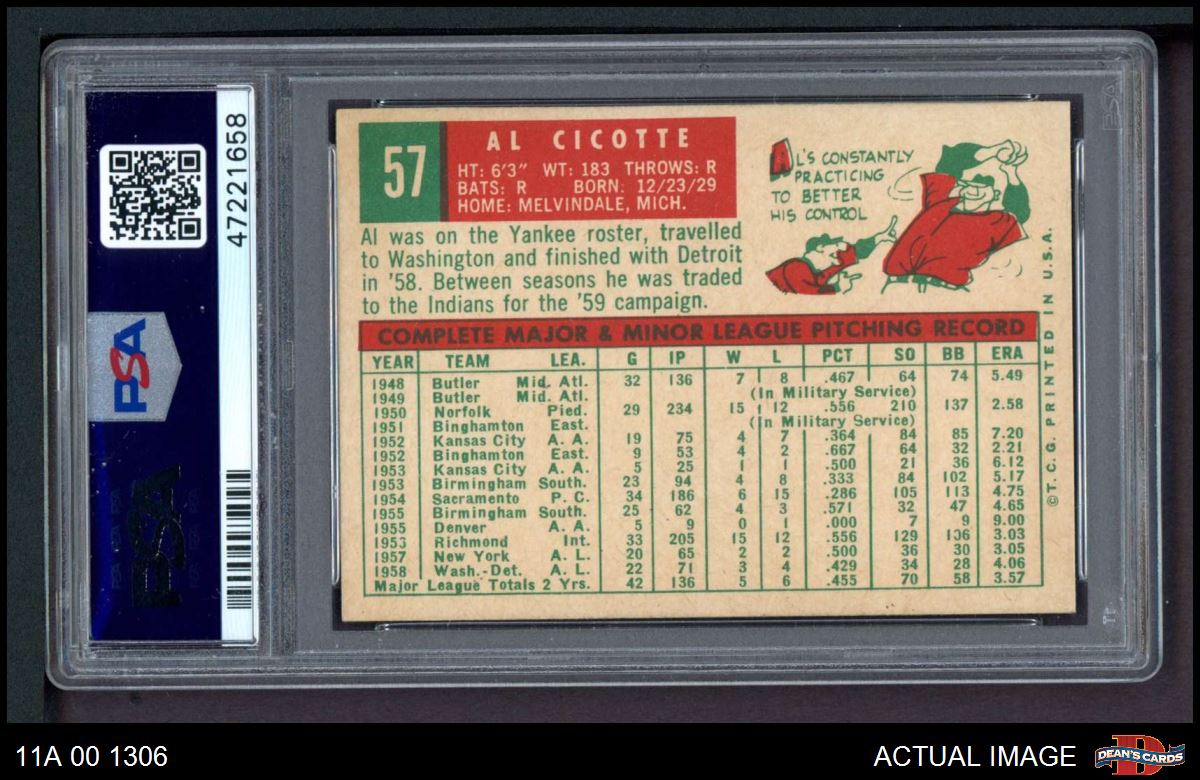 PSA
47221658
57
AL CICOTTE
HT: 6'3" WT: 183 THROWS: R
BATS: R BORN: 12/23/29
HOME: MELVINDALE, MICH.
Al was on the Yankee roster, travelled
to Washington and finished with Detroit
in '58. Between seasons he was traded
to the Indians for the '59 campaign.
AL'S CONSTANTLY
PRACTICING
TO BETTER
HIS CONTROL
COMPLETE MAJOR & MINOR LEAGUE PITCHING RECORD
YEAR TEAM LEA. G IP W L PCT SO BB ERA
1948 Butler Mid. Atl. 32 136 7 8 .467 64 74 5.49
1949 Butler Mid. Atl. (In Military Service)
1950 Norfolk Pied. 29 234 15 12 .556 210 137 2.58
1951 Binghamton East. (In Military Service)
1952 Kansas City A. A. 19 75 4 7 .364 84 85 7.20
1952 Binghamton East. 9 53 4 2 .667 64 32 2.21
1953 Kansas City A. A. 5 25 1 1 .500 21 36 6.12
1953 Birmingham South. 23 94 4 8 .333 84 102 5.17
1954 Sacramento P. C. 34 186 6 15 .286 105 113 4.75
1955 Birmingham South. 25 62 4 3 .571 32 47 4.65
1955 Denver A. A. 5 9 0 1 .000 7 9 9.00
1953 Richmond Int. 33 205 15 12 .556 129 106 3.03
1957 New York A. L. 20 65 2 2 .500 36 30 3.05
1958 Wash.-Det. A. L. 22 71 3 4 .429 34 28 4.06
Major League Totals 2 Yrs. 42 136 5 6 .455 70 58 3.57
©T.C.G. PRINTED IN U.S.A.
PSA
PSA
11A 00 1306
ACTUAL IMAGE
DEAN'S CARDS